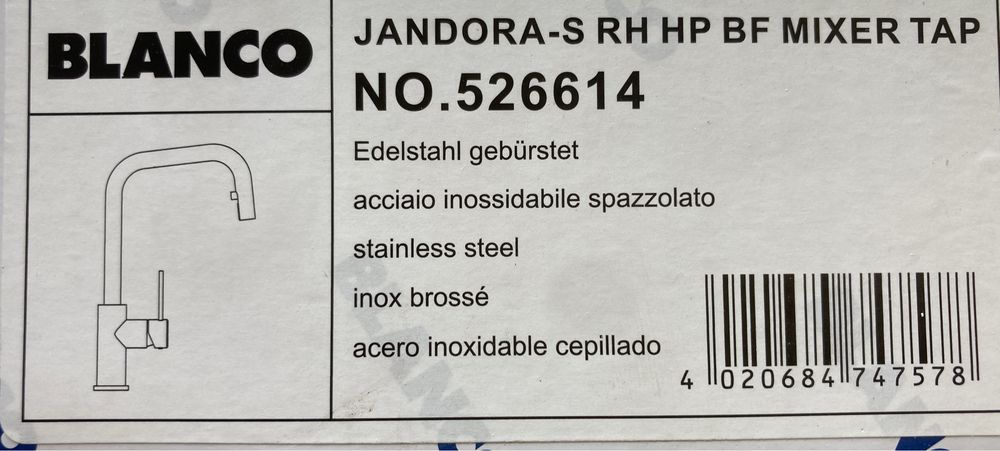 BLANCO
JANDORA-S RH HP BF MIXER TAP
NO.526614
Edelstahl gebürstet
acciaio inossidabile spazzolato
stainless steel
inox brossé
acero inoxidable cepillado
4 020684 747578
BLANCO